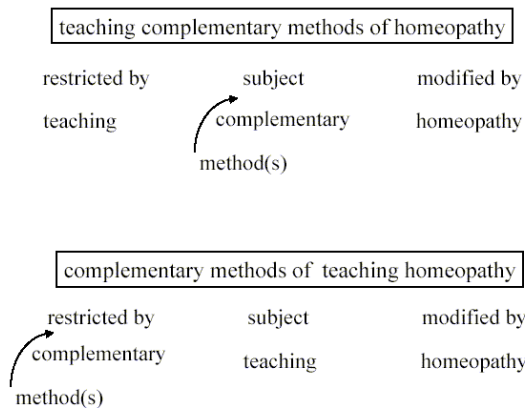 teaching complementary methods of homeopathy
restricted by subject modified by
teaching complementary homeopathy
method(s)
complementary methods of teaching homeopathy
restricted by subject modified by
complementary teaching homeopathy
method(s)